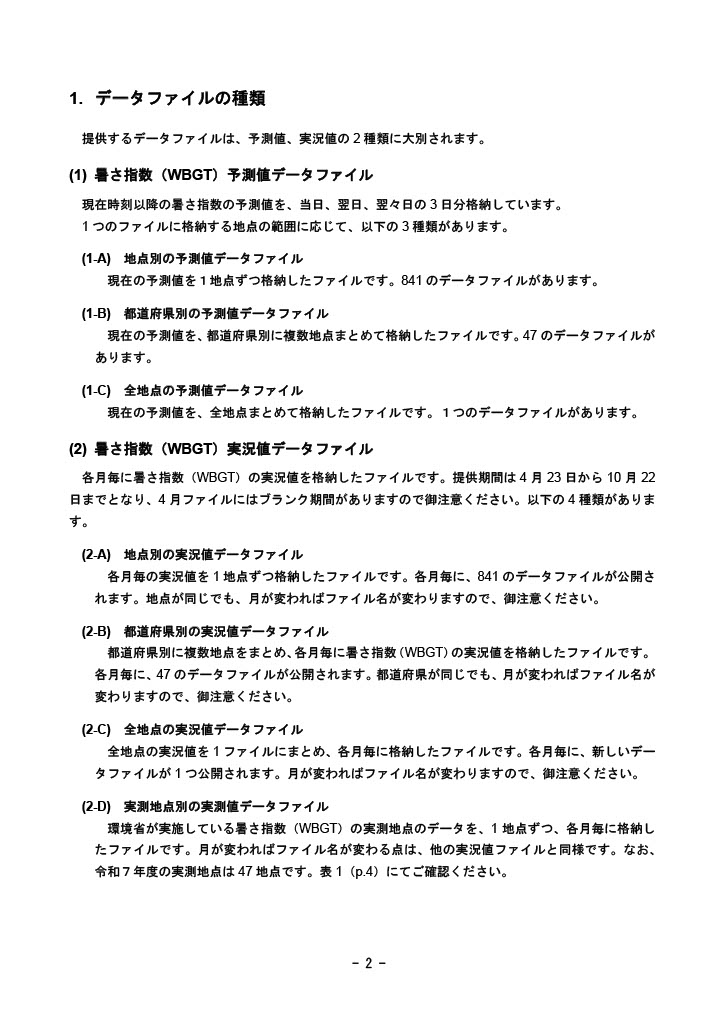 1. データファイルの種類
提供するデータファイルは、予測値、実況値の 2 種類に大別されます。
(1) 暑さ指数（WBGT）予測値データファイル
現在時刻以降の暑さ指数の予測値を、当日、翌日、翌々日の 3 日分格納しています。
1 つのファイルに格納する地点の範囲に応じて、以下の 3 種類があります。
(1-A) 地点別の予測値データファイル
現在の予測値を１地点ずつ格納したファイルです。841 のデータファイルがあります。
(1-B) 都道府県別の予測値データファイル
現在の予測値を、都道府県別に複数地点まとめて格納したファイルです。47 のデータファイルが
あります。
(1-C) 全地点の予測値データファイル
現在の予測値を、全地点まとめて格納したファイルです。１つのデータファイルがあります。
(2) 暑さ指数（WBGT）実況値データファイル
各月毎に暑さ指数（WBGT）の実況値を格納したファイルです。提供期間は 4 月 23 日から 10 月 22
日までとなり、4 月ファイルにはブランク期間がありますので御注意ください。以下の 4 種類がありま
す。
(2-A) 地点別の実況値データファイル
各月毎の実況値を 1 地点ずつ格納したファイルです。各月毎に、841 のデータファイルが公開さ
れます。地点が同じでも、月が変わればファイル名が変わりますので、御注意ください。
(2-B) 都道府県別の実況値データファイル
都道府県別に複数地点をまとめ、各月毎に暑さ指数（WBGT）の実況値を格納したファイルです。
各月毎に、47 のデータファイルが公開されます。都道府県が同じでも、月が変わればファイル名が
変わりますので、御注意ください。
(2-C) 全地点の実況値データファイル
全地点の実況値を 1 ファイルにまとめ、各月毎に格納したファイルです。各月毎に、新しいデー
タファイルが 1 つ公開されます。月が変わればファイル名が変わりますので、御注意ください。
(2-D) 実測地点別の実測値データファイル
環境省が実施している暑さ指数（WBGT）の実測地点のデータを、1 地点ずつ、各月毎に格納し
たファイルです。月が変わればファイル名が変わる点は、他の実況値ファイルと同様です。なお、
令和７年度の実測地点は 47 地点です。表 1（p.4）にてご確認ください。
- 2 -